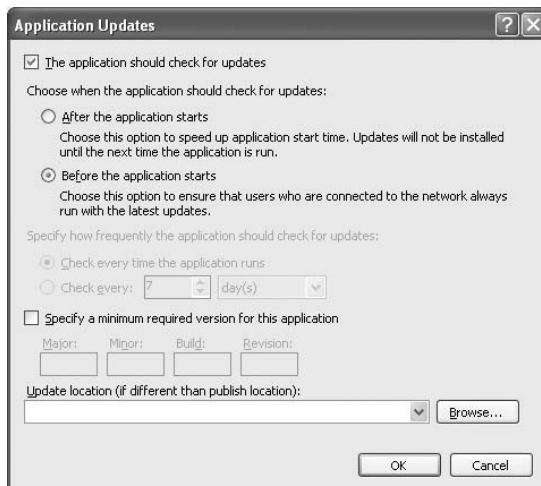 Application Updates
The application should check for updates
Choose when the application should check for updates:
After the application starts
Choose this option to speed up application start time. Updates will not be installed
until the next time the application is run.
Before the application starts
Choose this option to ensure that users who are connected to the network always
run with the latest updates.
Specify how frequently the application should check for updates:
Check every time the application runs
Check every: 7 day(s)
Specify a minimum required version for this application
Major: Minor: Build: Revision:
Update location (if different than publish location):
Browse...
OK Cancel